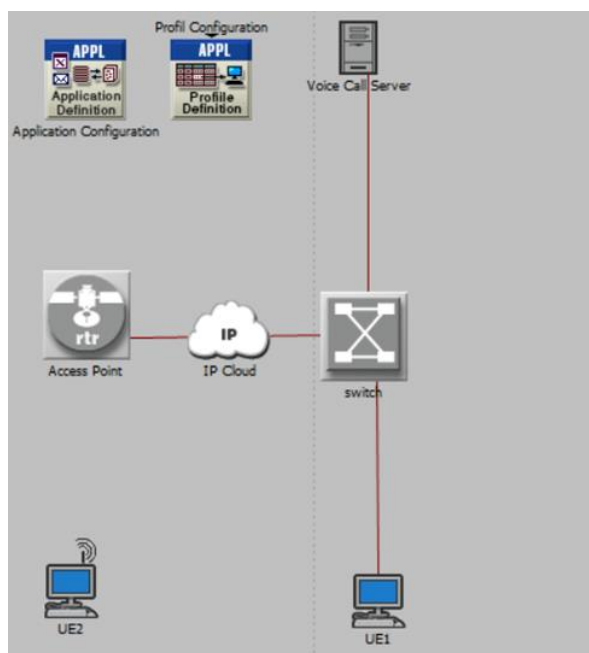 Profil Configuration
APPL
Application
Definition
Application Configuration
APPL
Profiile
Definition
Voice Call Server
rtr
Access Point
IP
IP Cloud
switch
UE2
UE1